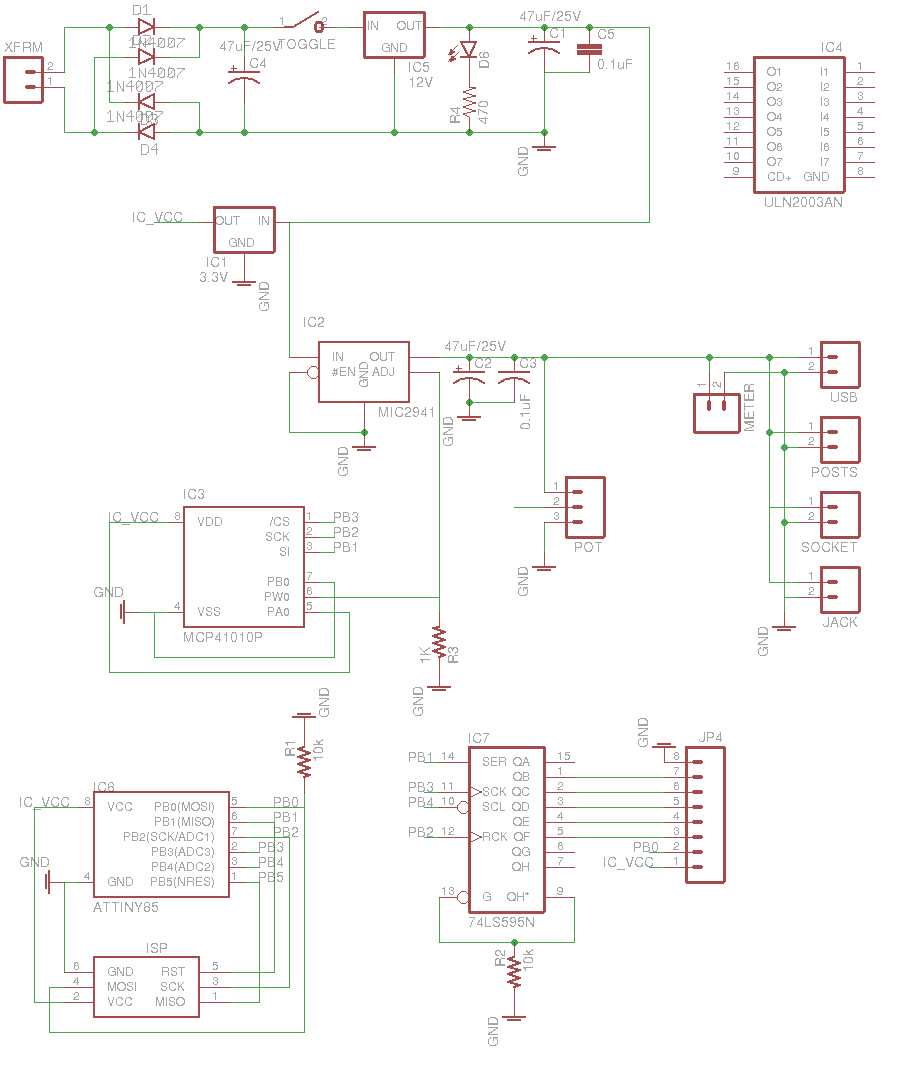 D1
XFRM
2
1
1N4007
1N4007
1N4007
D4
47uF/25V
C4
1
2
TOGGLE
IN OUT
GND
IC5
12V
D6
R4
470
47uF/25V
C1
C5
0.1uF
GND
IC4
16 O1 I1 1
15 O2 I2 2
14 O3 I3 3
13 O4 I4 4
12 O5 I5 5
11 O6 I6 6
10 O7 I7 7
9 CD+ GND 8
ULN2003AN
IC_VCC
OUT IN
GND
IC1
3.3V
GND
IC2
IN OUT
#EN GND ADJ
MIC2941
GND
47uF/25V
C2
C3
0.1uF
GND
1
2
METER
1
2
USB
1
2
POSTS
1
2
SOCKET
1
2
JACK
GND
1
2
3
POT
GND
IC3
IC_VCC 8 VDD /CS 1 PB3
SCK 2 PB2
SI 3 PB1
PB0 7
PW0 6
GND 4 VSS PA0 5
MCP41010P
1K
R3
GND
GND
R1
10k
IC6
IC_VCC 8 VCC PB0(MOSI) 5 PB0
PB1(MISO) 6 PB1
PB2(SCK/ADC1) 7 PB2
PB3(ADC3) 2 PB3
PB4(ADC2) 3 PB4
GND 4 GND PB5(NRES) 1 PB5
ATTINY85
ISP
6 GND RST 5
4 MOSI SCK 3
2 VCC MISO 1
IC7
PB1 14 SER QA 15
QB 1
PB3 11 SCK QC 2
PB4 10 SCL QD 3
QE 4
PB2 12 RCK QF 5
QG 6
QH 7
13 G QH* 9
74LS595N
R2
10k
GND
GND
JP4
8
7
6
5
4
3
PB0 2
IC_VCC 1